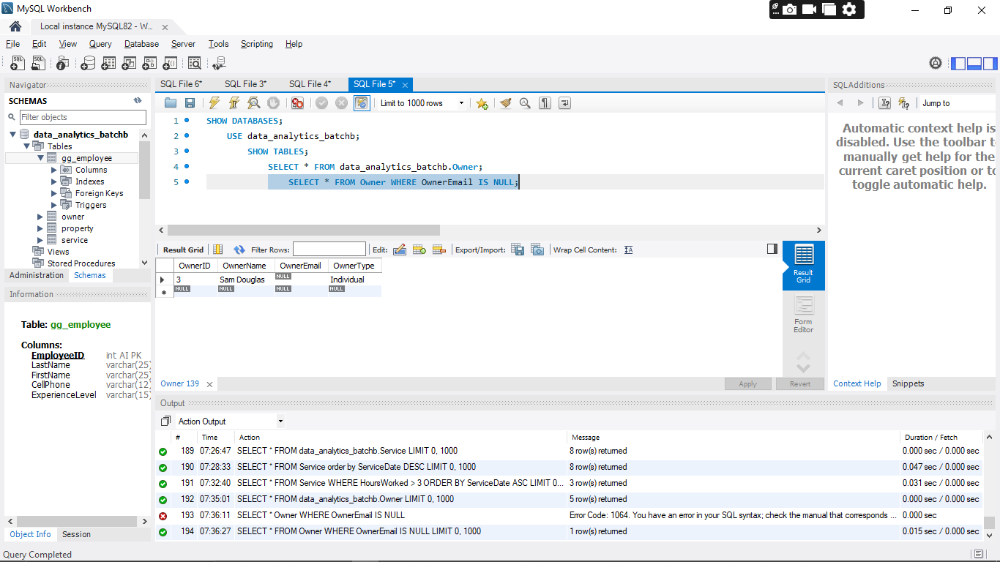 MySQL Workbench
Local instance MySQL82 - W...
File Edit View Query Database Server Tools Scripting Help
Navigator
SCHEMAS
Filter objects
data_analytics_batchb
Tables
gg_employee
Columns
Indexes
Foreign Keys
Triggers
owner
property
service
Views
Stored Procedures
Administration Schemas
Information
Table: gg_employee
Columns:
EmployeeID int AI PK
LastName varchar(25)
FirstName varchar(25)
CellPhone varchar(12)
ExperienceLevel varchar(15)
Object Info Session
Query Completed
SQL File 6* SQL File 3* SQL File 4* SQL File 5*
Limit to 1000 rows
1 SHOW DATABASES;
2 USE data_analytics_batchb;
3 SHOW TABLES;
4 SELECT * FROM data_analytics_batchb.Owner;
5 SELECT * FROM Owner WHERE OwnerEmail IS NULL;
Result Grid Filter Rows: Edit: Export/Import: Wrap Cell Content:
OwnerID OwnerName OwnerEmail OwnerType
3 Sam Douglas NULL Individual
NULL NULL NULL NULL
Result
Grid
Form
Editor
Owner 139
Apply Revert
SQLAdditions
Jump to
Automatic context help is
disabled. Use the toolbar t
manually get help for the
current caret position or to
toggle automatic help.
Context Help Snippets
Output
Action Output
# Time Action Message Duration / Fetch
189 07:26:47 SELECT * FROM data_analytics_batchb.Service LIMIT 0, 1000 8 row(s) returned 0.000 sec / 0.000 sec
190 07:28:33 SELECT * FROM Service order by ServiceDate DESC LIMIT 0, 1000 8 row(s) returned 0.047 sec / 0.000 sec
191 07:32:40 SELECT * FROM Service WHERE HoursWorked > 3 ORDER BY ServiceDate ASC LIMIT 0... 3 row(s) returned 0.031 sec / 0.000 sec
192 07:35:01 SELECT * FROM data_analytics_batchb.Owner LIMIT 0, 1000 5 row(s) returned 0.000 sec / 0.000 sec
193 07:36:11 SELECT * Owner WHERE OwnerEmail IS NULL Error Code: 1064. You have an error in your SQL syntax; check the manual that corresponds ... 0.000 sec
194 07:36:27 SELECT * FROM Owner WHERE OwnerEmail IS NULL LIMIT 0, 1000 1 row(s) returned 0.015 sec / 0.000 sec